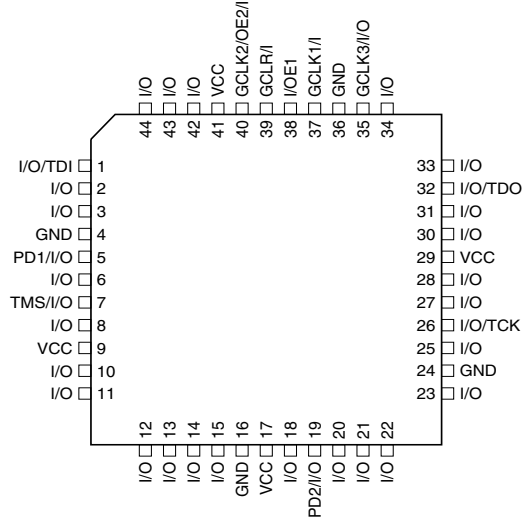 44 I/O
43 I/O
42 I/O
41 VCC
40 GCLK2/OE2/I
39 GCLR/I
38 I/OE1
37 GCLK1/I
36 GND
35 GCLK3/I/O
34 I/O
I/O/TDI 1
I/O 2
I/O 3
GND 4
PD1/I/O 5
I/O 6
TMS/I/O 7
I/O 8
VCC 9
I/O 10
I/O 11
33 I/O
32 I/O/TDO
31 I/O
30 I/O
29 VCC
28 I/O
27 I/O
26 I/O/TCK
25 I/O
24 GND
23 I/O
I/O 12
I/O 13
I/O 14
I/O 15
GND 16
VCC 17
I/O 18
PD2/I/O 19
I/O 20
I/O 21
I/O 22